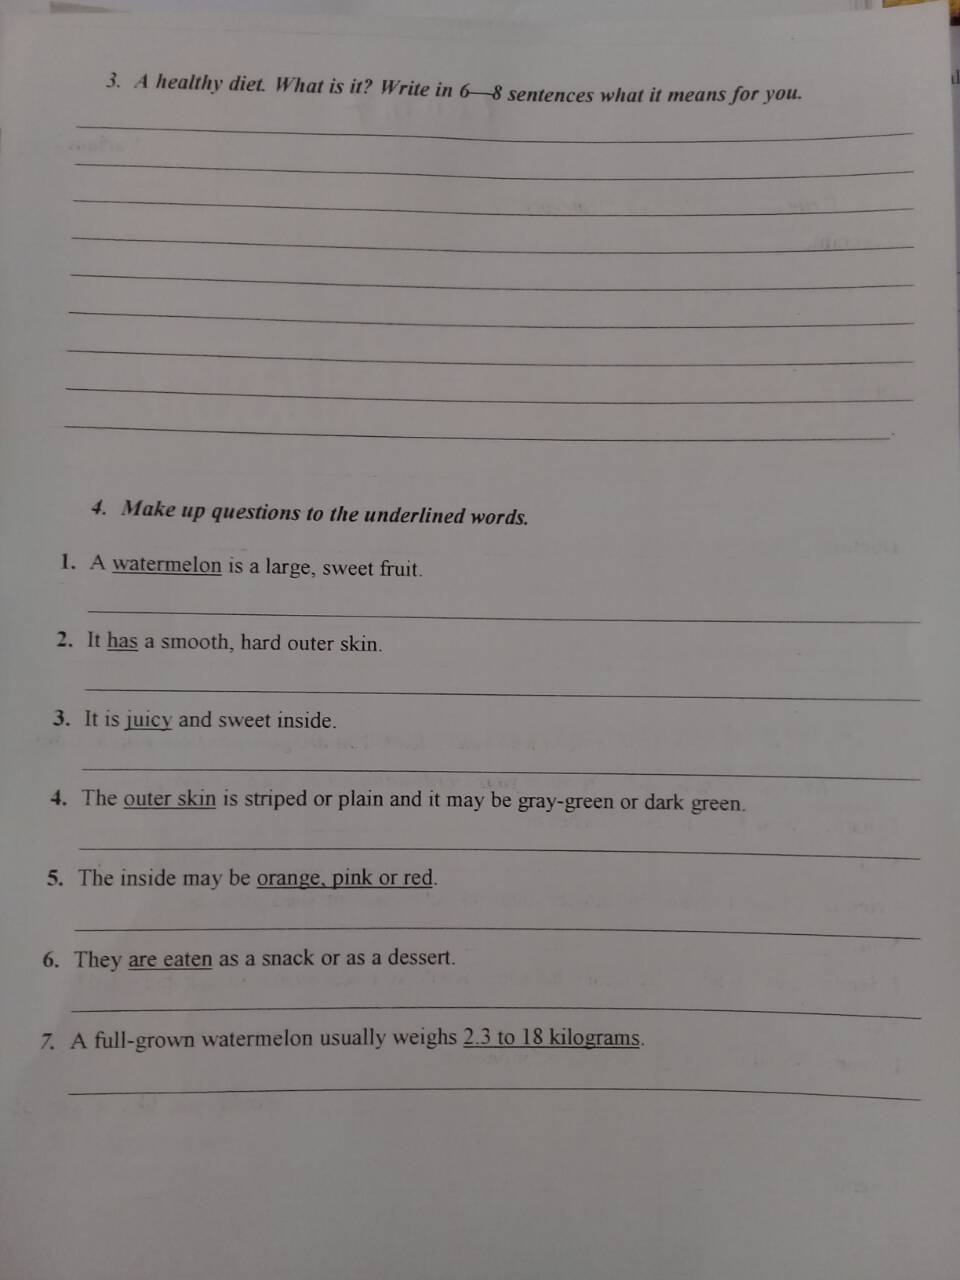 3. A healthy diet. What is it? Write in 6—8 sentences what it means for you.
4. Make up questions to the underlined words.
1. A watermelon is a large, sweet fruit.
2. It has a smooth, hard outer skin.
3. It is juicy and sweet inside.
4. The outer skin is striped or plain and it may be gray-green or dark green.
5. The inside may be orange, pink or red.
6. They are eaten as a snack or as a dessert.
7. A full-grown watermelon usually weighs 2.3 to 18 kilograms.